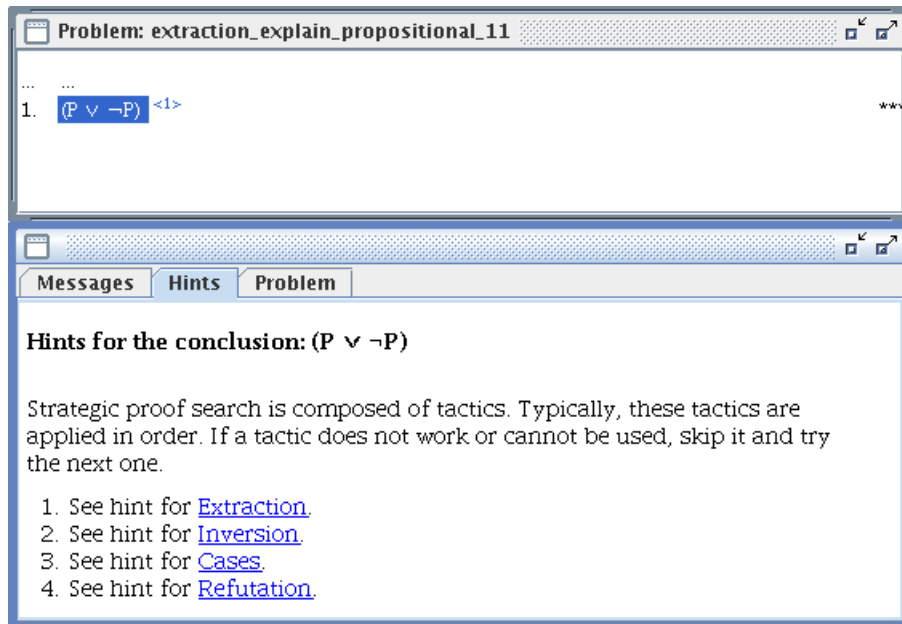 Problem: extraction_explain_propositional_11
... ...
1. (P ∨ ¬P) <1> ***
Messages Hints Problem
Hints for the conclusion: (P ∨ ¬P)
Strategic proof search is composed of tactics. Typically, these tactics are
applied in order. If a tactic does not work or cannot be used, skip it and try
the next one.
1. See hint for Extraction.
2. See hint for Inversion.
3. See hint for Cases.
4. See hint for Refutation.